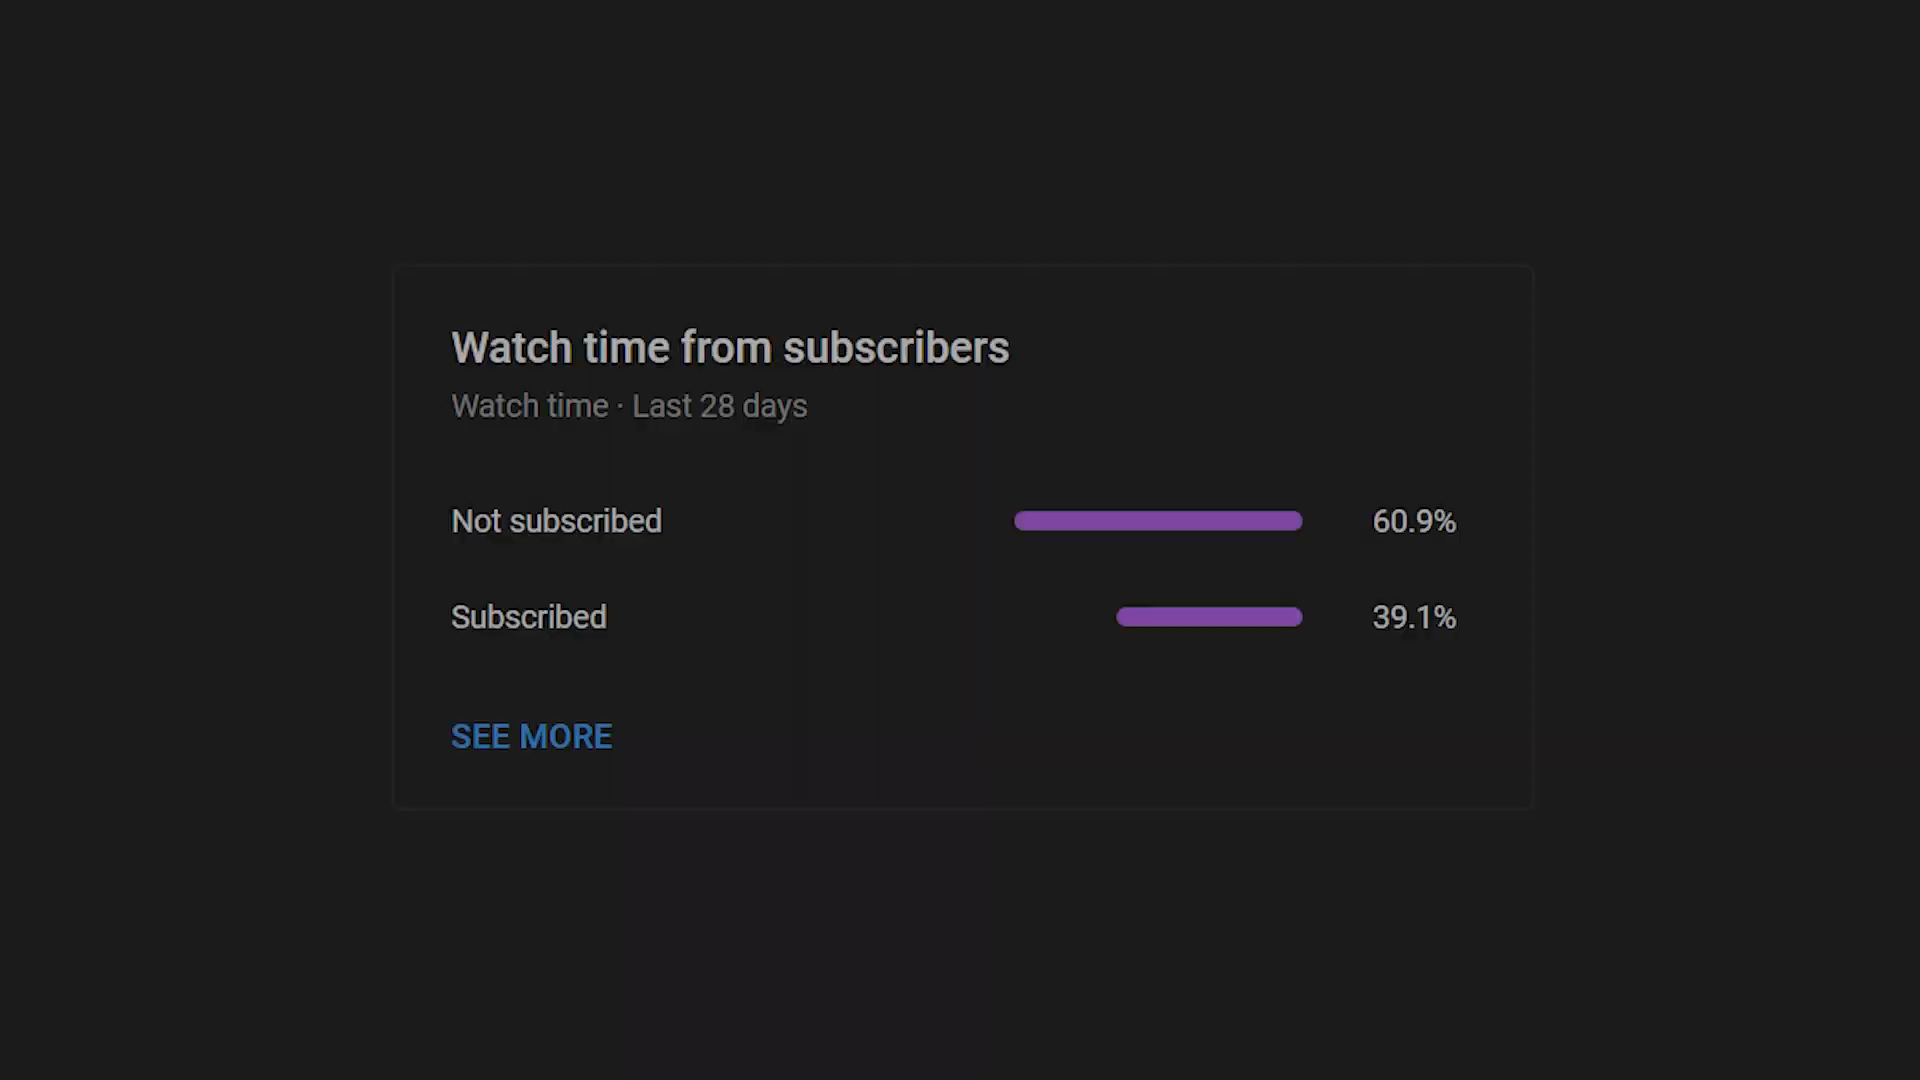 Watch time from subscribers
Watch time · Last 28 days
Not subscribed 60.9%
Subscribed 39.1%
SEE MORE